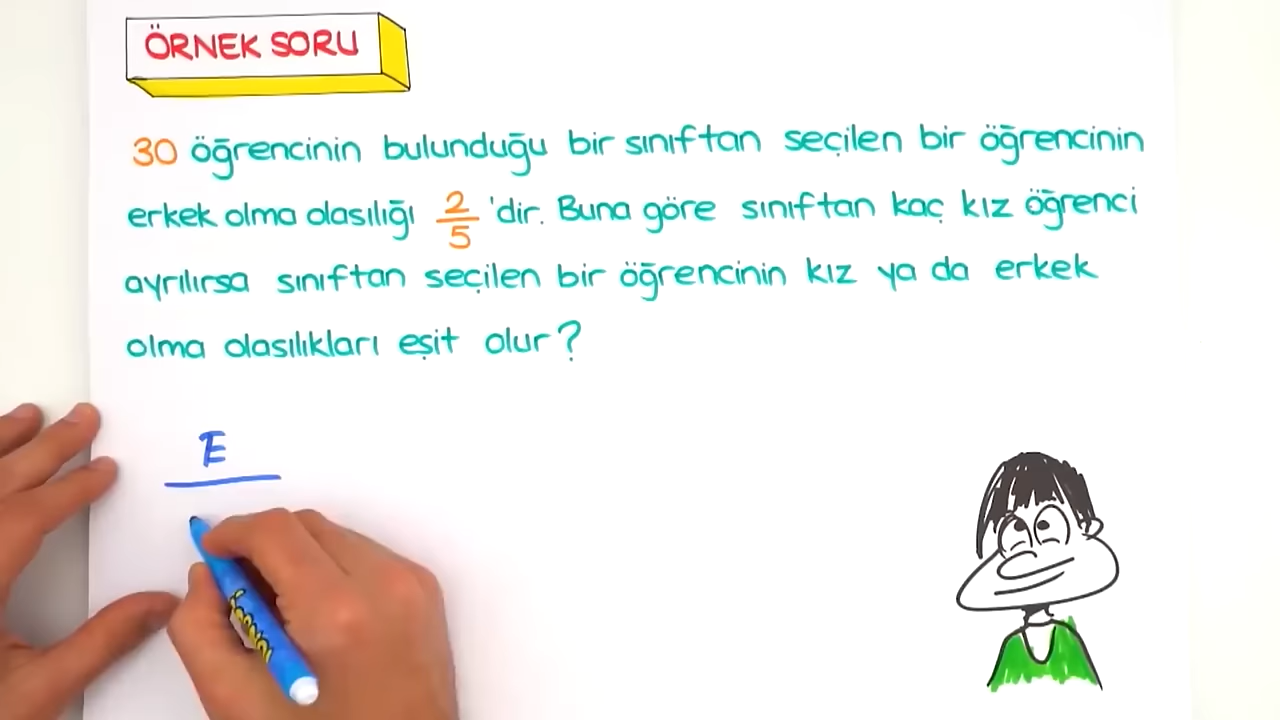 ÖRNEK SORU
30 öğrencinin bulunduğu bir sınıftan seçilen bir öğrencinin
erkek olma olasılığı 2/5 'dir. Buna göre sınıftan kaç kız öğrenci
ayrılırsa sınıftan seçilen bir öğrencinin kız ya da erkek
olma olasılıkları eşit olur?
E